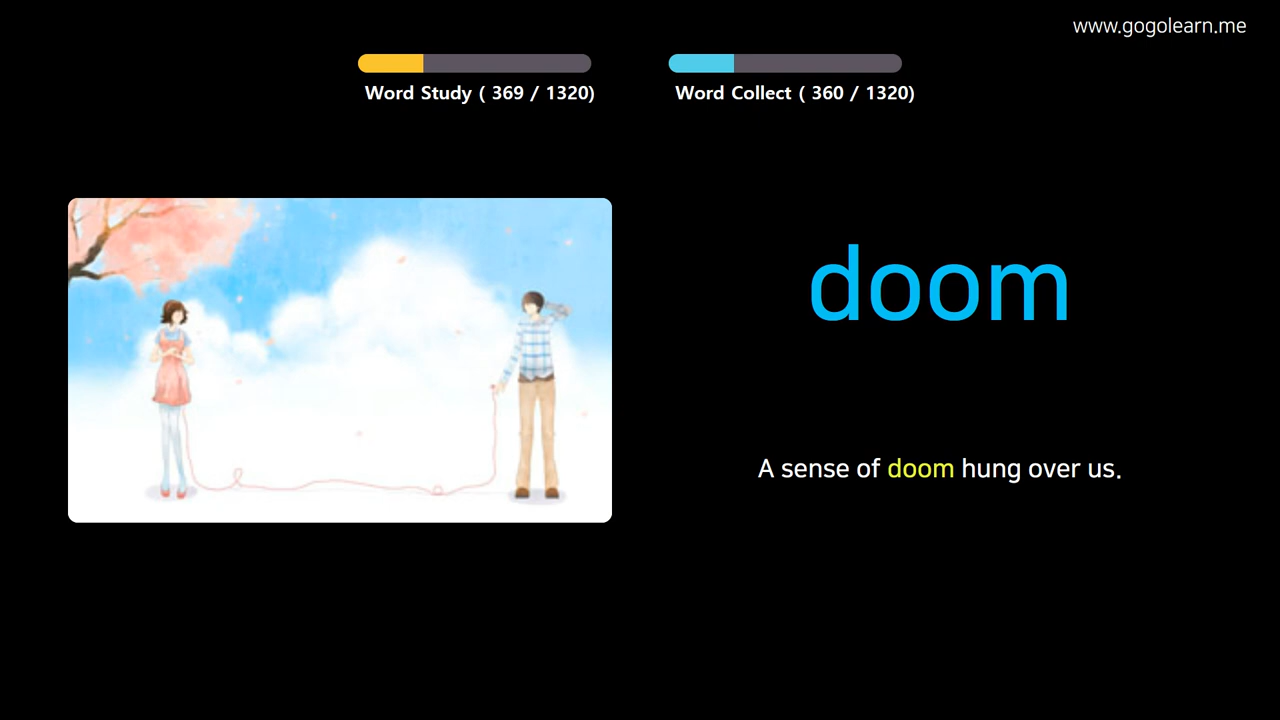 www.gogolearn.me
Word Study ( 369 / 1320)
Word Collect ( 360 / 1320)
doom
A sense of doom hung over us.